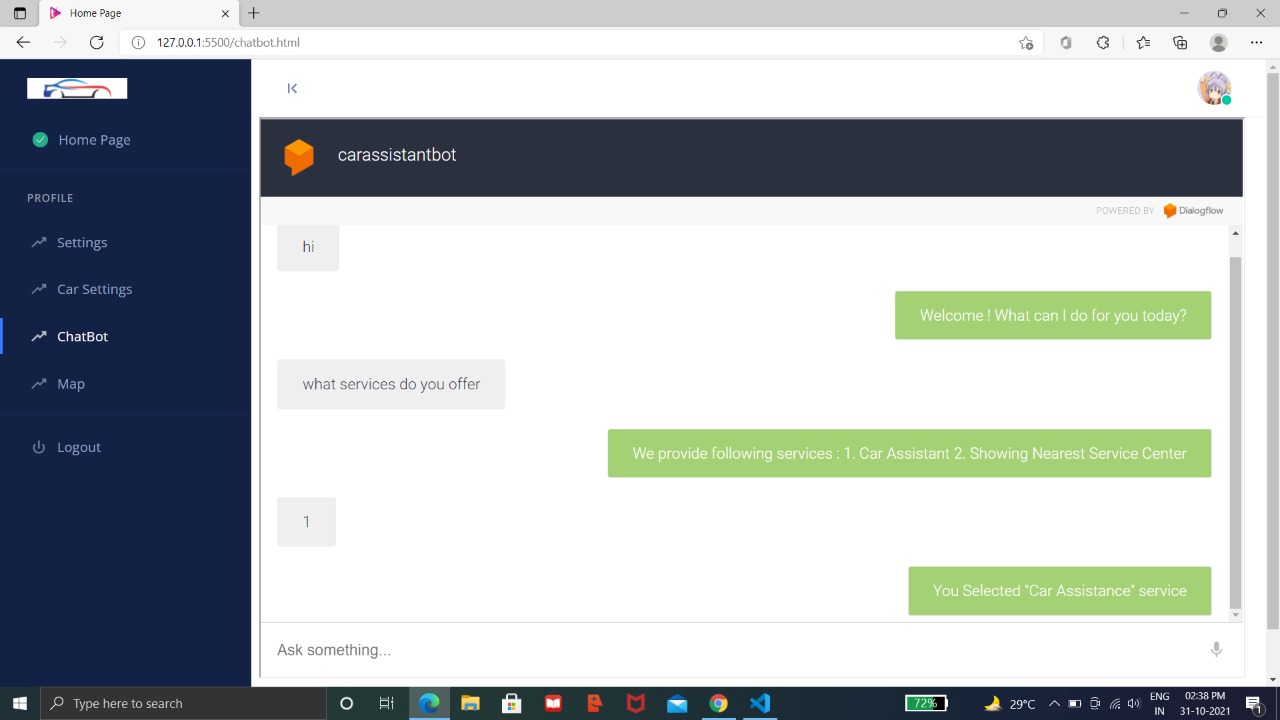 Home Page
127.0.0.1:5500/chatbot.html
Home Page
PROFILE
Settings
Car Settings
ChatBot
Map
Logout
carassistantbot
POWERED BY Dialogflow
hi
Welcome ! What can I do for you today?
what services do you offer
We provide following services : 1. Car Assistant 2. Showing Nearest Service Center
1
You Selected "Car Assistance" service
Ask something...
Type here to search
72%
29°C
ENG
IN
02:38 PM
31-10-2021
1